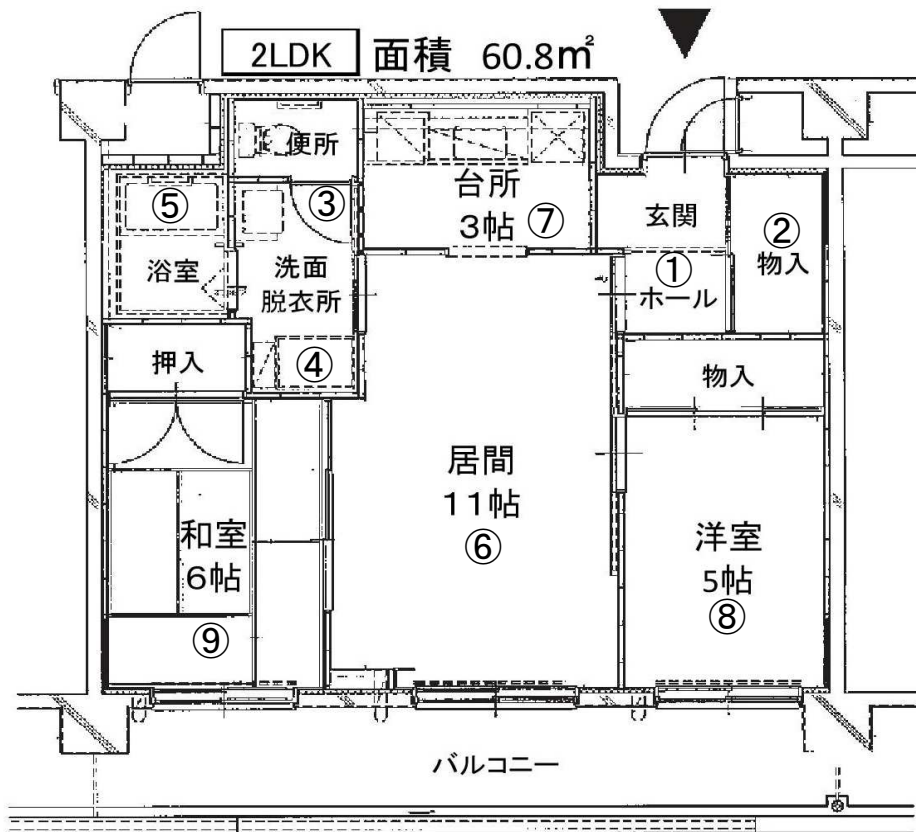 2LDK 面積 60.8㎡
便所
③
台所
3帖 ⑦
玄関
①
ホール
②
物入
⑤
浴室
洗面
脱衣所
④
押入
物入
居間
11帖
⑥
和室
6帖
⑨
洋室
5帖
⑧
バルコニー